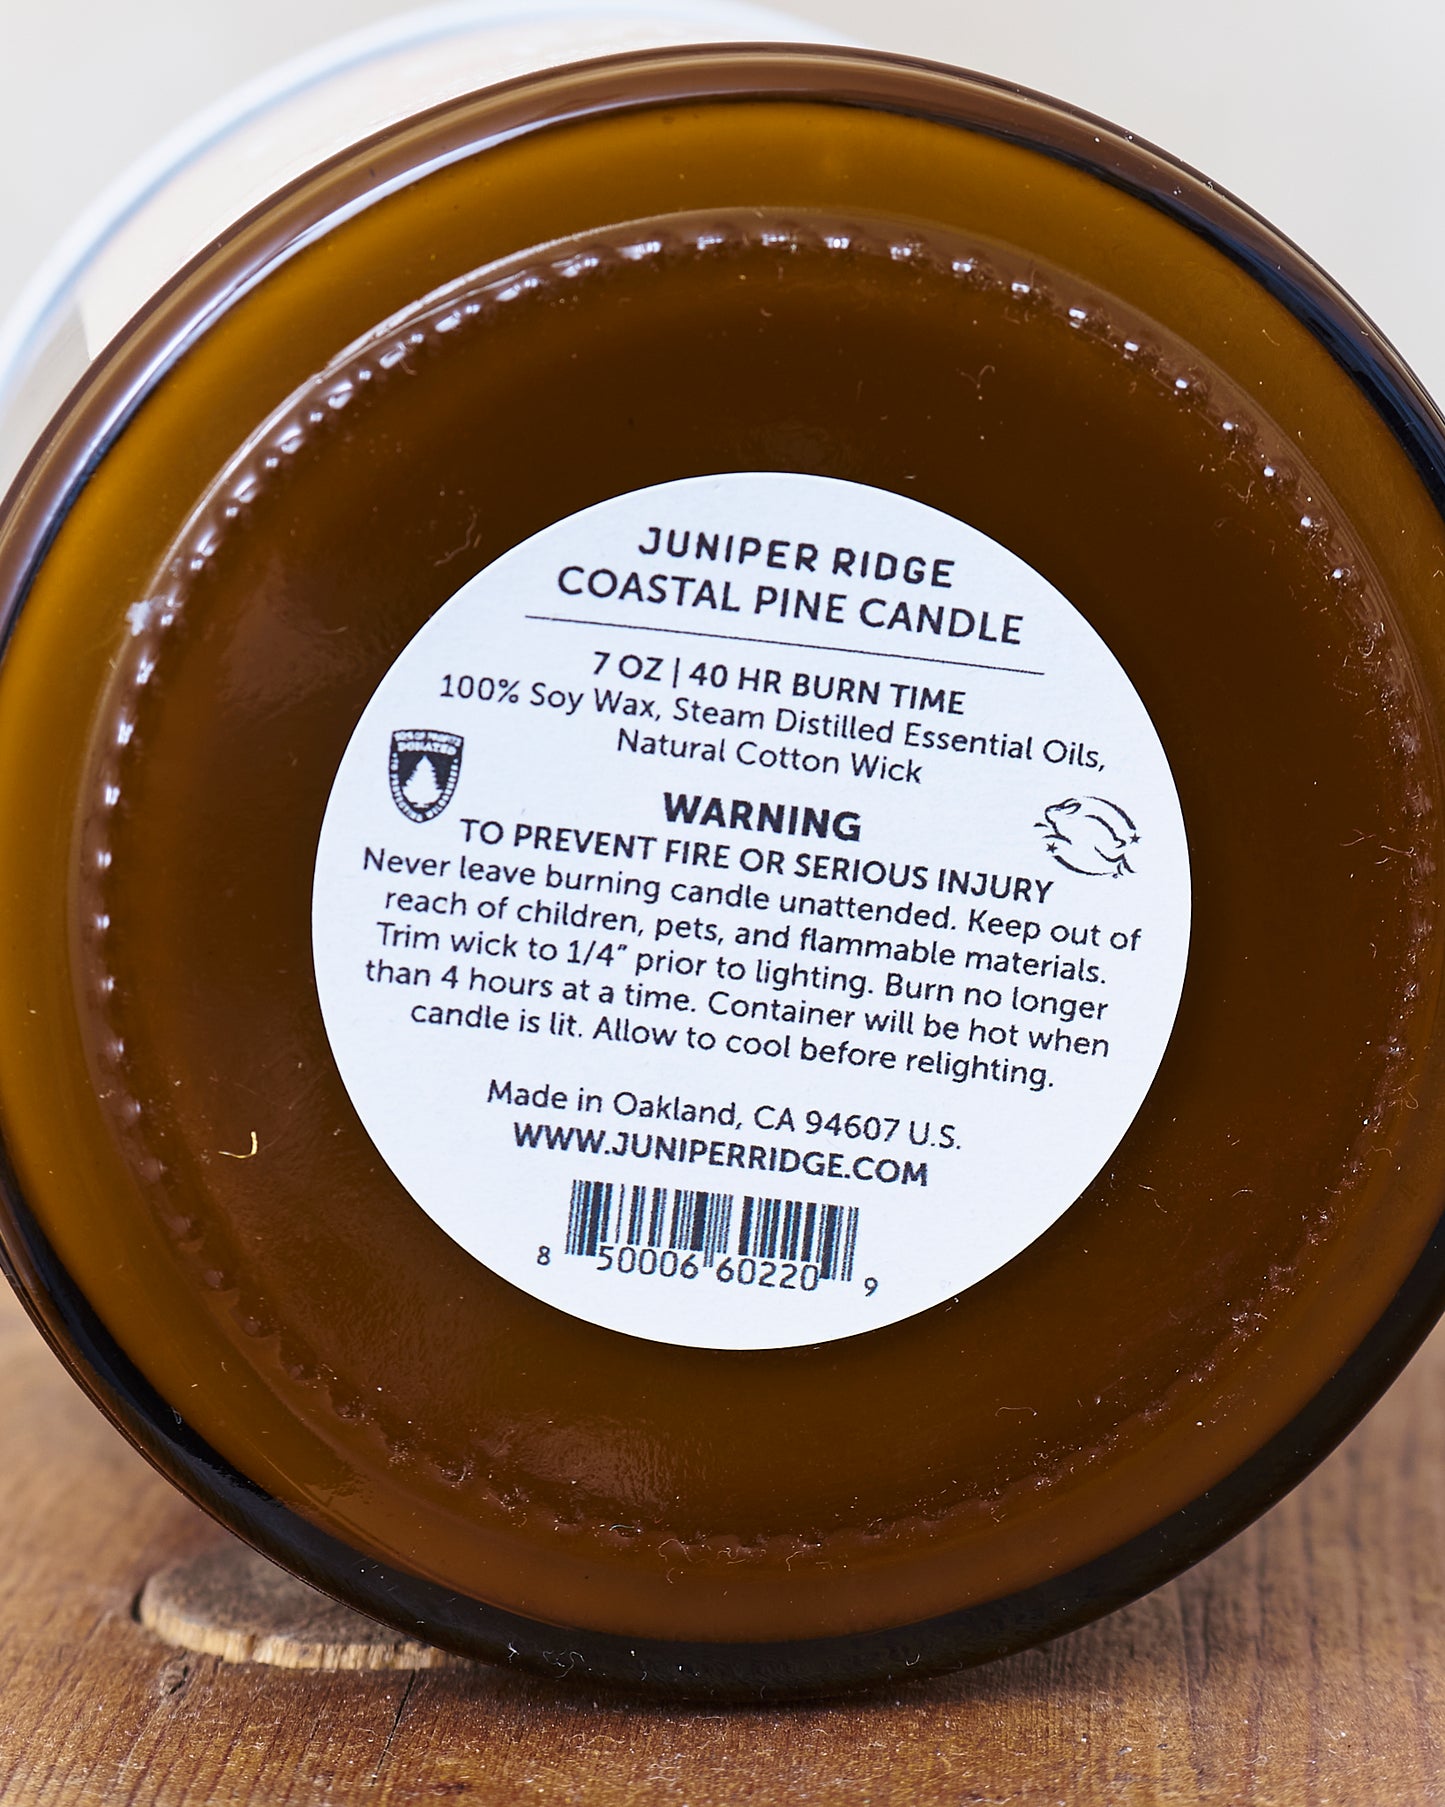 JUNIPER RIDGE
COASTAL PINE CANDLE
7 OZ | 40 HR BURN TIME
100% Soy Wax, Steam Distilled Essential Oils,
Natural Cotton Wick
DONATED
WARNING
TO PREVENT FIRE OR SERIOUS INJURY
Never leave burning candle unattended. Keep out of
reach of children, pets, and flammable materials.
Trim wick to 1/4″ prior to lighting. Burn no longer
than 4 hours at a time. Container will be hot when
candle is lit. Allow to cool before relighting.
Made in Oakland, CA 94607 U.S.
WWW.JUNIPERRIDGE.COM
8 50006 60220 9